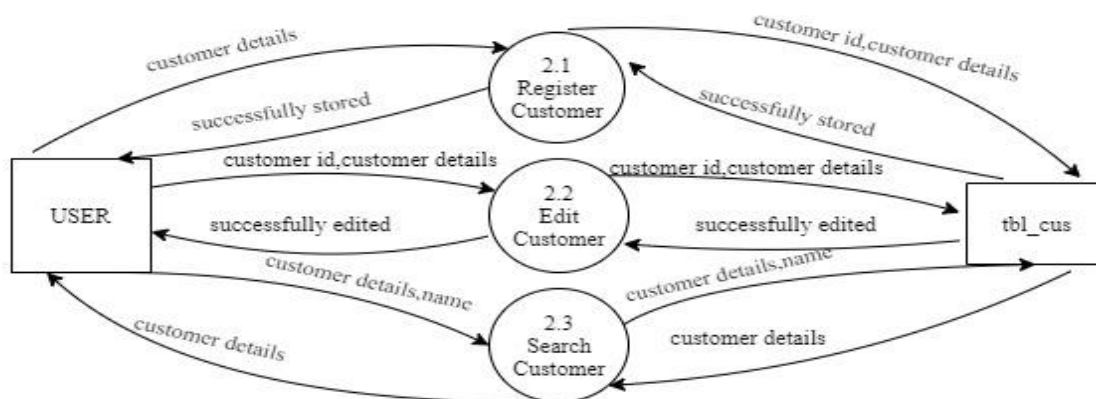 customer details
customer id,customer details
2.1
Register
Customer
successfully stored
successfully stored
customer id,customer details
customer id,customer details
USER
2.2
Edit
Customer
tbl_cus
successfully edited
successfully edited
customer details,name
customer details,name
2.3
Search
Customer
customer details
customer details